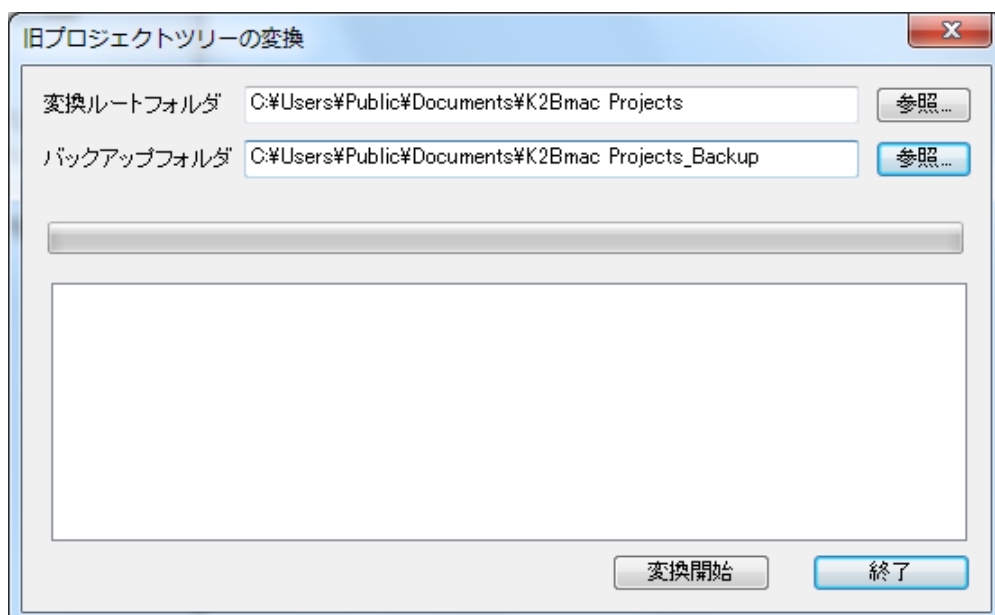 旧プロジェクトツリーの変換
変換ルートフォルダ C:¥Users¥Public¥Documents¥K2Bmac Projects 参照...
バックアップフォルダ C:¥Users¥Public¥Documents¥K2Bmac Projects_Backup 参照...
変換開始 終了